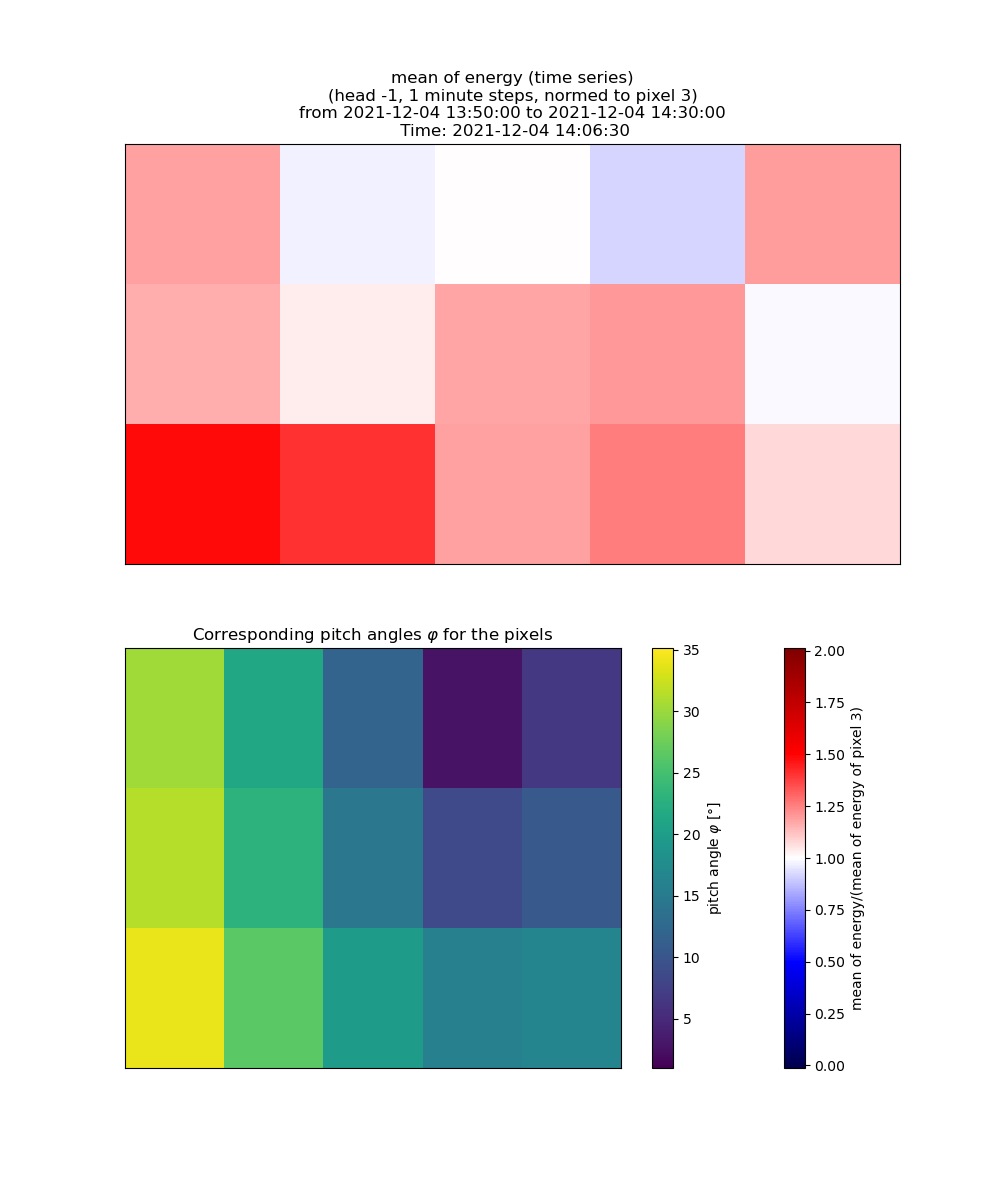 mean of energy (time series)
(head -1, 1 minute steps, normed to pixel 3)
from 2021-12-04 13:50:00 to 2021-12-04 14:30:00
Time: 2021-12-04 14:06:30
Corresponding pitch angles φ for the pixels
35
30
25
20
15
10
5
pitch angle φ [°]
2.00
1.75
1.50
1.25
1.00
0.75
0.50
0.25
0.00
mean of energy/(mean of energy of pixel 3)